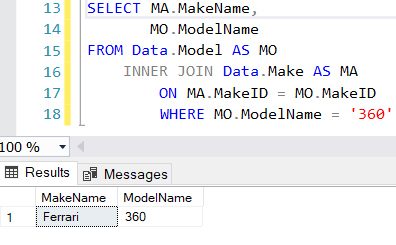 13 SELECT MA.MakeName,
14 MO.ModelName
15 FROM Data.Model AS MO
16 INNER JOIN Data.Make AS MA
17 ON MA.MakeID = MO.MakeID
18 WHERE MO.ModelName = '360'
100 %
Results Messages
MakeName ModelName
1 Ferrari 360